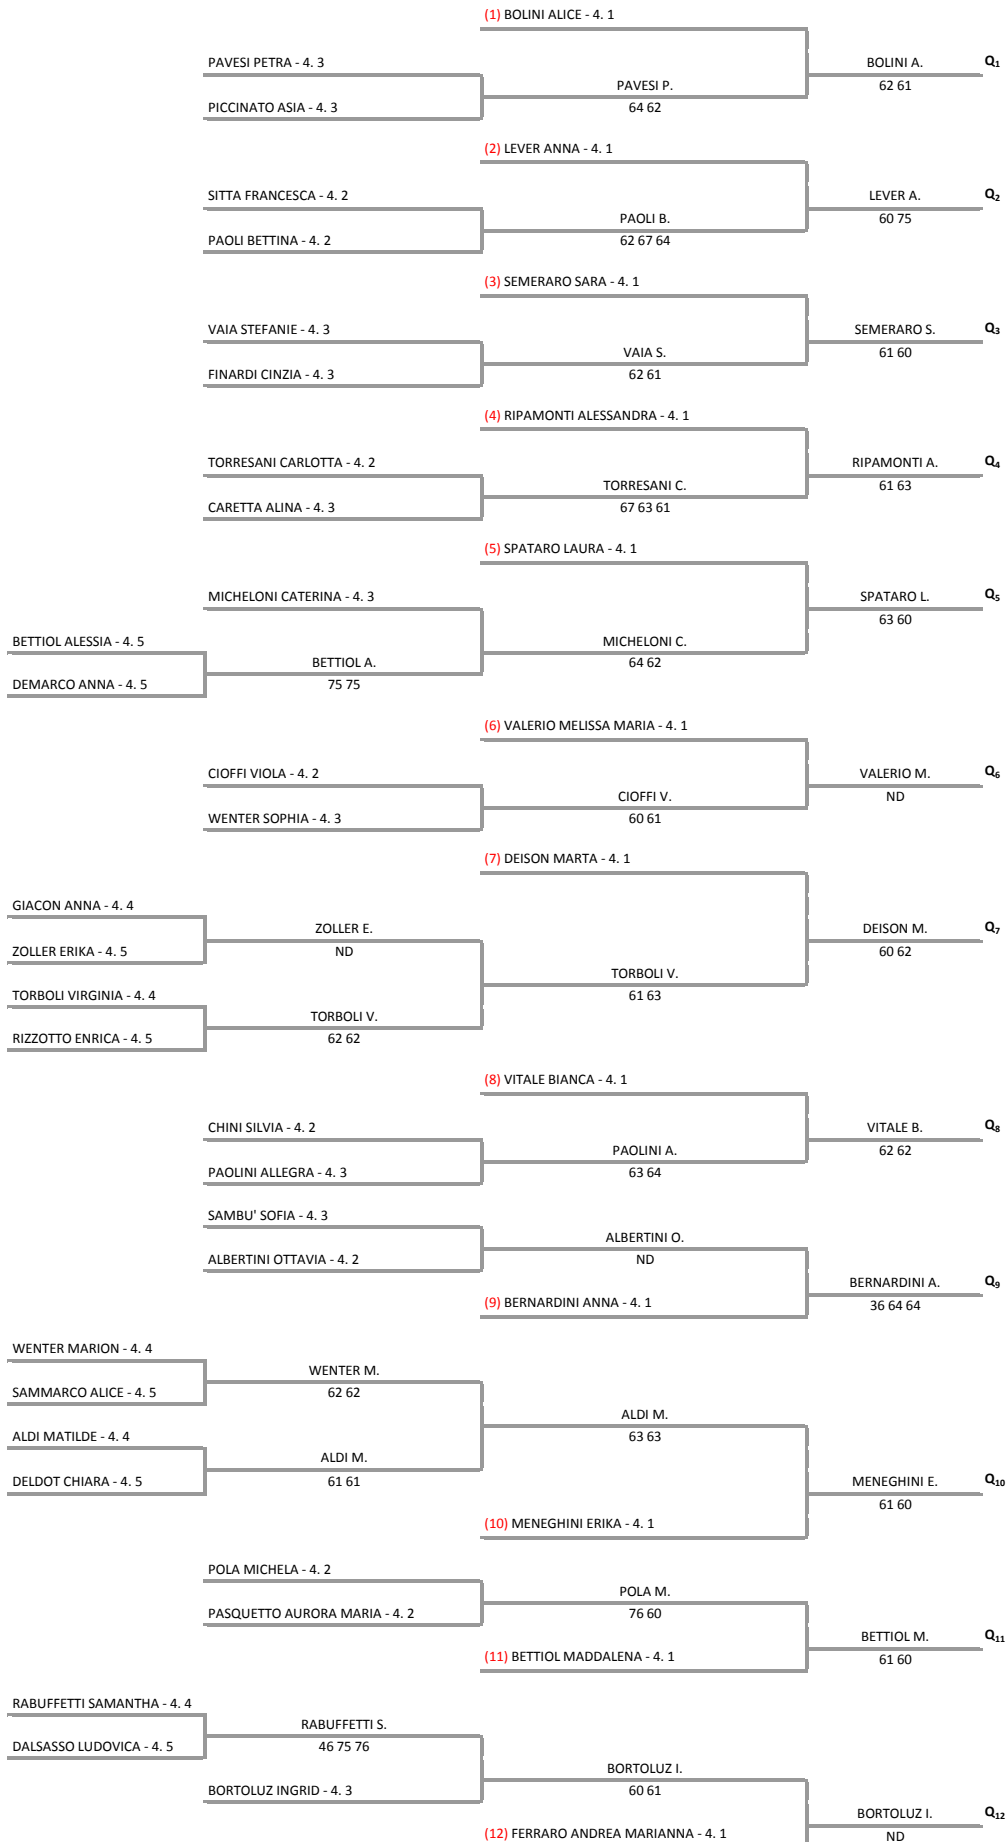 (1) BOLINI ALICE - 4. 1
PAVESI PETRA - 4. 3
BOLINI A.
Q1
PAVESI P.
62 61
PICCINATO ASIA - 4. 3
64 62
(2) LEVER ANNA - 4. 1
SITTA FRANCESCA - 4. 2
LEVER A.
Q2
PAOLI B.
60 75
PAOLI BETTINA - 4. 2
62 67 64
(3) SEMERARO SARA - 4. 1
VAIA STEFANIE - 4. 3
SEMERARO S.
Q3
VAIA S.
61 60
FINARDI CINZIA - 4. 3
62 61
(4) RIPAMONTI ALESSANDRA - 4. 1
TORRESANI CARLOTTA - 4. 2
RIPAMONTI A.
Q4
TORRESANI C.
61 63
CARETTA ALINA - 4. 3
67 63 61
(5) SPATARO LAURA - 4. 1
MICHELONI CATERINA - 4. 3
SPATARO L.
Q5
63 60
BETTIOL ALESSIA - 4. 5
MICHELONI C.
BETTIOL A.
64 62
DEMARCO ANNA - 4. 5
75 75
(6) VALERIO MELISSA MARIA - 4. 1
CIOFFI VIOLA - 4. 2
VALERIO M.
Q6
CIOFFI V.
ND
WENTER SOPHIA - 4. 3
60 61
(7) DEISON MARTA - 4. 1
GIACON ANNA - 4. 4
ZOLLER E.
DEISON M.
Q7
ZOLLER ERIKA - 4. 5
ND
60 62
TORBOLI V.
TORBOLI VIRGINIA - 4. 4
61 63
TORBOLI V.
RIZZOTTO ENRICA - 4. 5
62 62
(8) VITALE BIANCA - 4. 1
CHINI SILVIA - 4. 2
VITALE B.
Q8
PAOLINI A.
62 62
PAOLINI ALLEGRA - 4. 3
63 64
SAMBU' SOFIA - 4. 3
ALBERTINI O.
ALBERTINI OTTAVIA - 4. 2
ND
BERNARDINI A.
Q9
(9) BERNARDINI ANNA - 4. 1
36 64 64
WENTER MARION - 4. 4
WENTER M.
SAMMARCO ALICE - 4. 5
62 62
ALDI M.
ALDI MATILDE - 4. 4
63 63
ALDI M.
DELDOT CHIARA - 4. 5
61 61
MENEGHINI E.
Q10
61 60
(10) MENEGHINI ERIKA - 4. 1
POLA MICHELA - 4. 2
POLA M.
PASQUETTO AURORA MARIA - 4. 2
76 60
BETTIOL M.
Q11
(11) BETTIOL MADDALENA - 4. 1
61 60
RABUFFETTI SAMANTHA - 4. 4
RABUFFETTI S.
DALSASSO LUDOVICA - 4. 5
46 75 76
BORTOLUZ I.
BORTOLUZ INGRID - 4. 3
60 61
BORTOLUZ I.
Q12
(12) FERRARO ANDREA MARIANNA - 4. 1
ND